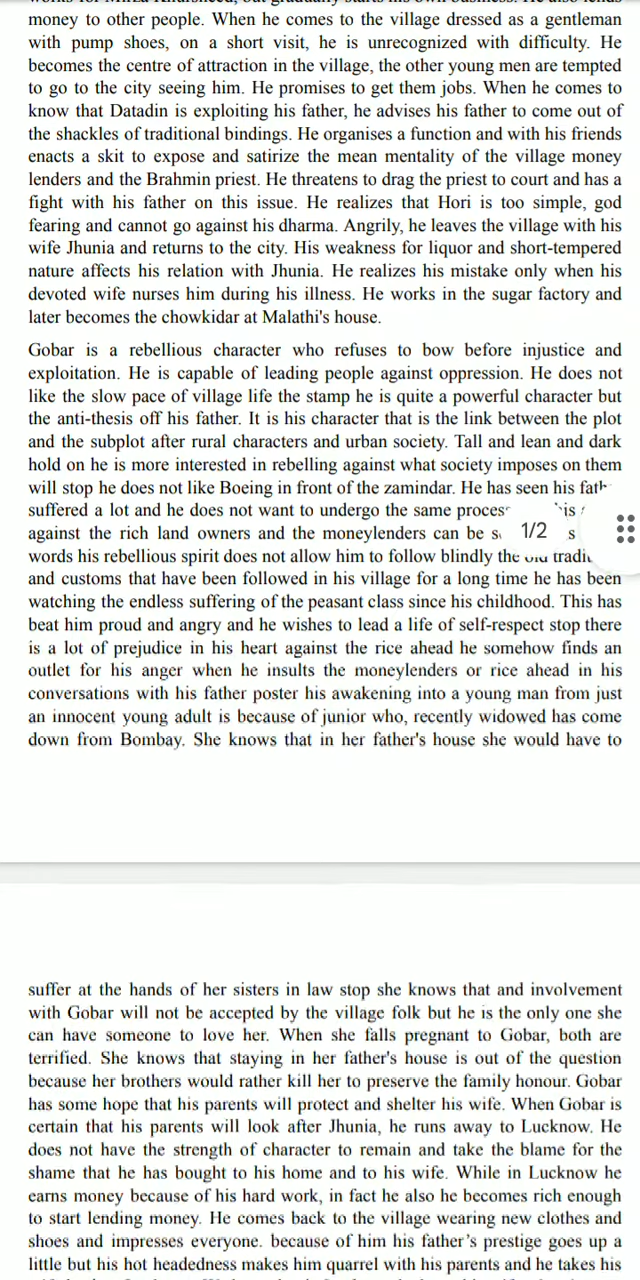 money to other people. When he comes to the village dressed as a gentleman
with pump shoes, on a short visit, he is unrecognized with difficulty. He
becomes the centre of attraction in the village, the other young men are tempted
to go to the city seeing him. He promises to get them jobs. When he comes to
know that Datadin is exploiting his father, he advises his father to come out of
the shackles of traditional bindings. He organises a function and with his friends
enacts a skit to expose and satirize the mean mentality of the village money
lenders and the Brahmin priest. He threatens to drag the priest to court and has a
fight with his father on this issue. He realizes that Hori is too simple, god
fearing and cannot go against his dharma. Angrily, he leaves the village with his
wife Jhunia and returns to the city. His weakness for liquor and short-tempered
nature affects his relation with Jhunia. He realizes his mistake only when his
devoted wife nurses him during his illness. He works in the sugar factory and
later becomes the chowkidar at Malathi's house.
Gobar is a rebellious character who refuses to bow before injustice and
exploitation. He is capable of leading people against oppression. He does not
like the slow pace of village life the stamp he is quite a powerful character but
the anti-thesis off his father. It is his character that is the link between the plot
and the subplot after rural characters and urban society. Tall and lean and dark
hold on he is more interested in rebelling against what society imposes on them
will stop he does not like Boeing in front of the zamindar. He has seen his
suffered a lot and he does not want to undergo the same
against the rich land owners and the moneylenders can be 1/2
words his rebellious spirit does not allow him to follow blindly the
and customs that have been followed in his village for a long time he has been
watching the endless suffering of the peasant class since his childhood. This has
beat him proud and angry and he wishes to lead a life of self-respect stop there
is a lot of prejudice in his heart against the rice ahead he somehow finds an
outlet for his anger when he insults the moneylenders or rice ahead in his
conversations with his father poster his awakening into a young man from just
an innocent young adult is because of junior who, recently widowed has come
down from Bombay. She knows that in her father's house she would have to
suffer at the hands of her sisters in law stop she knows that and involvement
with Gobar will not be accepted by the village folk but he is the only one she
can have someone to love her. When she falls pregnant to Gobar, both are
terrified. She knows that staying in her father's house is out of the question
because her brothers would rather kill her to preserve the family honour. Gobar
has some hope that his parents will protect and shelter his wife. When Gobar is
certain that his parents will look after Jhunia, he runs away to Lucknow. He
does not have the strength of character to remain and take the blame for the
shame that he has bought to his home and to his wife. While in Lucknow he
earns money because of his hard work, in fact he also he becomes rich enough
to start lending money. He comes back to the village wearing new clothes and
shoes and impresses everyone. because of him his father's prestige goes up a
little but his hot headedness makes him quarrel with his parents and he takes his